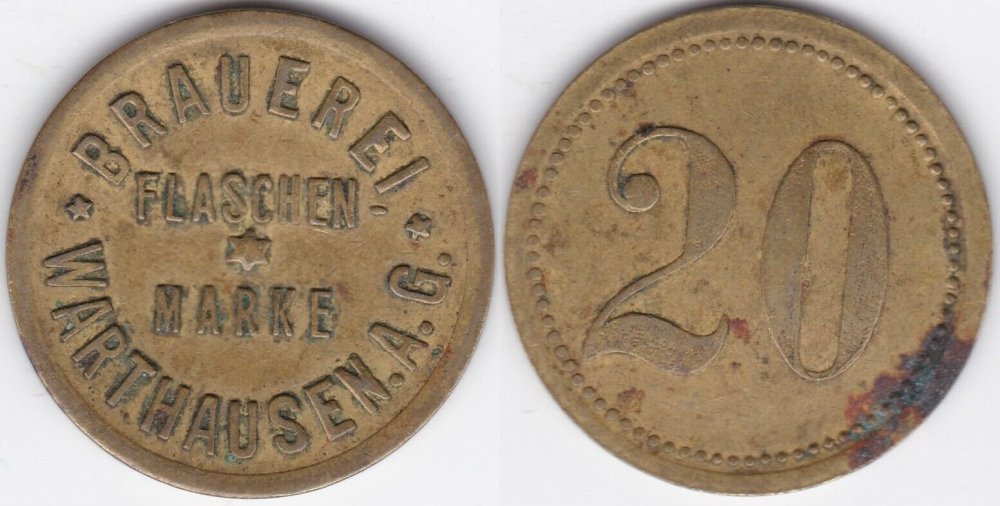 BRAUEREI
FLASCHEN
MARKE
WARTHAUSEN.A.G.
20